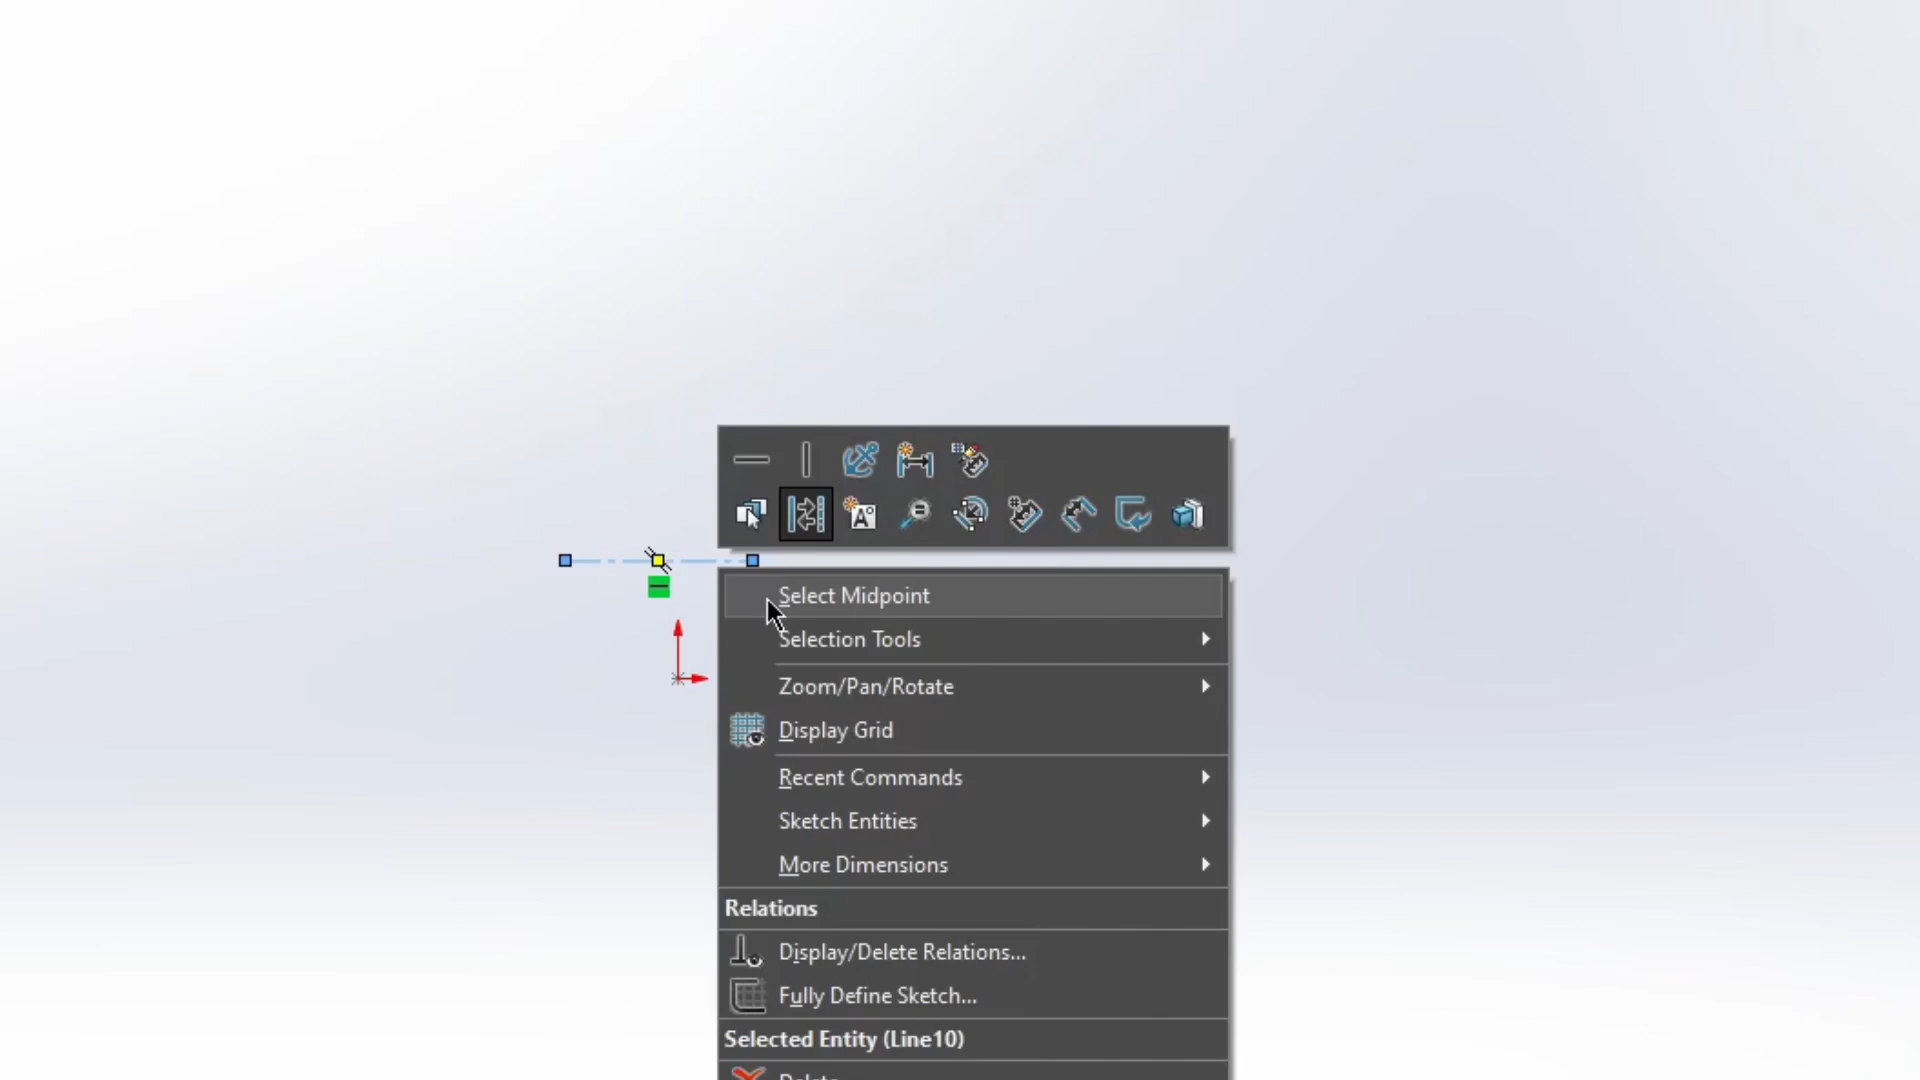 Select Midpoint
Selection Tools
Zoom/Pan/Rotate
Display Grid
Recent Commands
Sketch Entities
More Dimensions
Relations
Display/Delete Relations...
Fully Define Sketch...
Selected Entity (Line10)